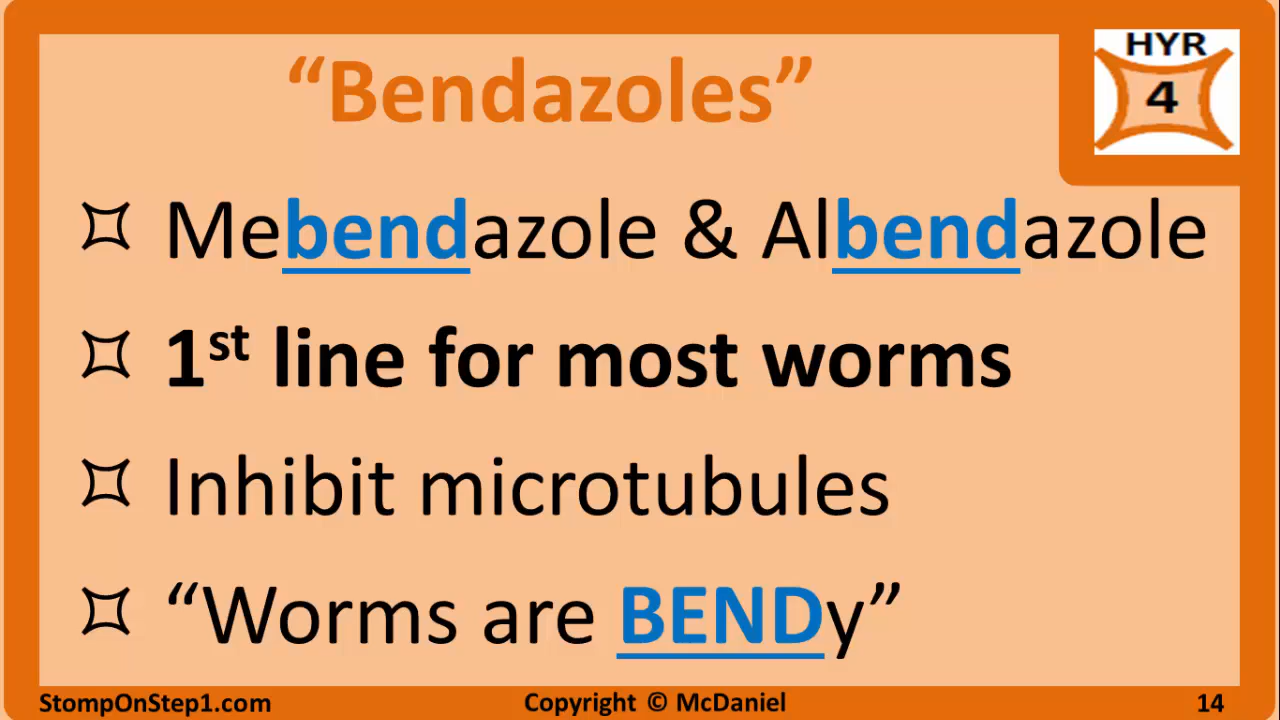 “Bendazoles”
HYR
4
Mebendazole & Albendazole
1st line for most worms
Inhibit microtubules
“Worms are BENDy”
StompOnStep1.com
Copyright © McDaniel
14